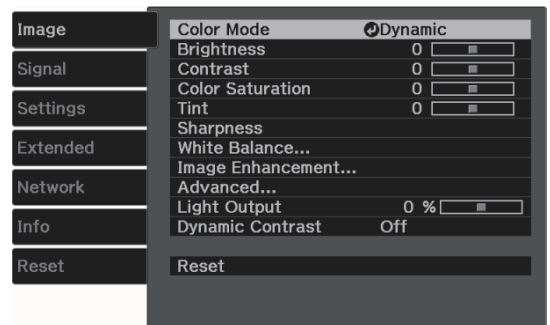 Image
Signal
Settings
Extended
Network
Info
Reset
Color Mode Dynamic
Brightness 0
Contrast 0
Color Saturation 0
Tint 0
Sharpness
White Balance...
Image Enhancement...
Advanced...
Light Output 0 %
Dynamic Contrast Off
Reset